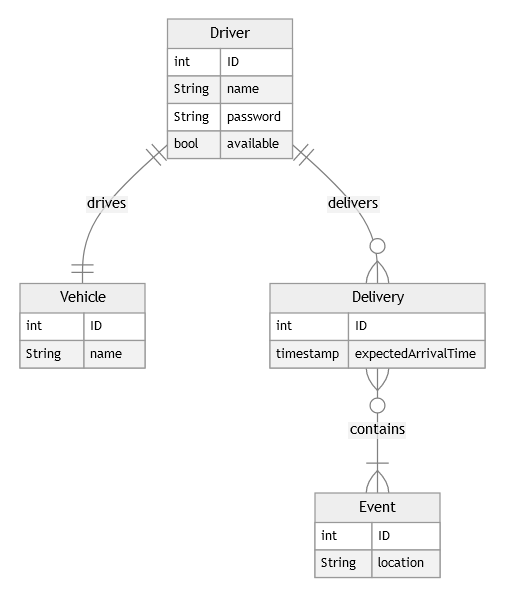 Driver
int ID
String name
String password
bool available
drives
delivers
Vehicle
int ID
String name
Delivery
int ID
timestamp expectedArrivalTime
contains
Event
int ID
String location